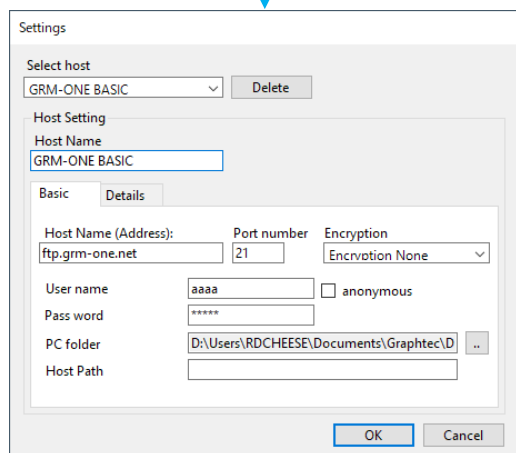 Settings
Select host
GRM-ONE BASIC
Delete
Host Setting
Host Name
GRM-ONE BASIC
Basic Details
Host Name (Address): Port number Encryption
ftp.grm-one.net 21 Encryption None
User name aaaa anonymous
Pass word *****
PC folder D:\Users\RDCHEESE\Documents\Graphtec\D ..
Host Path
OK Cancel